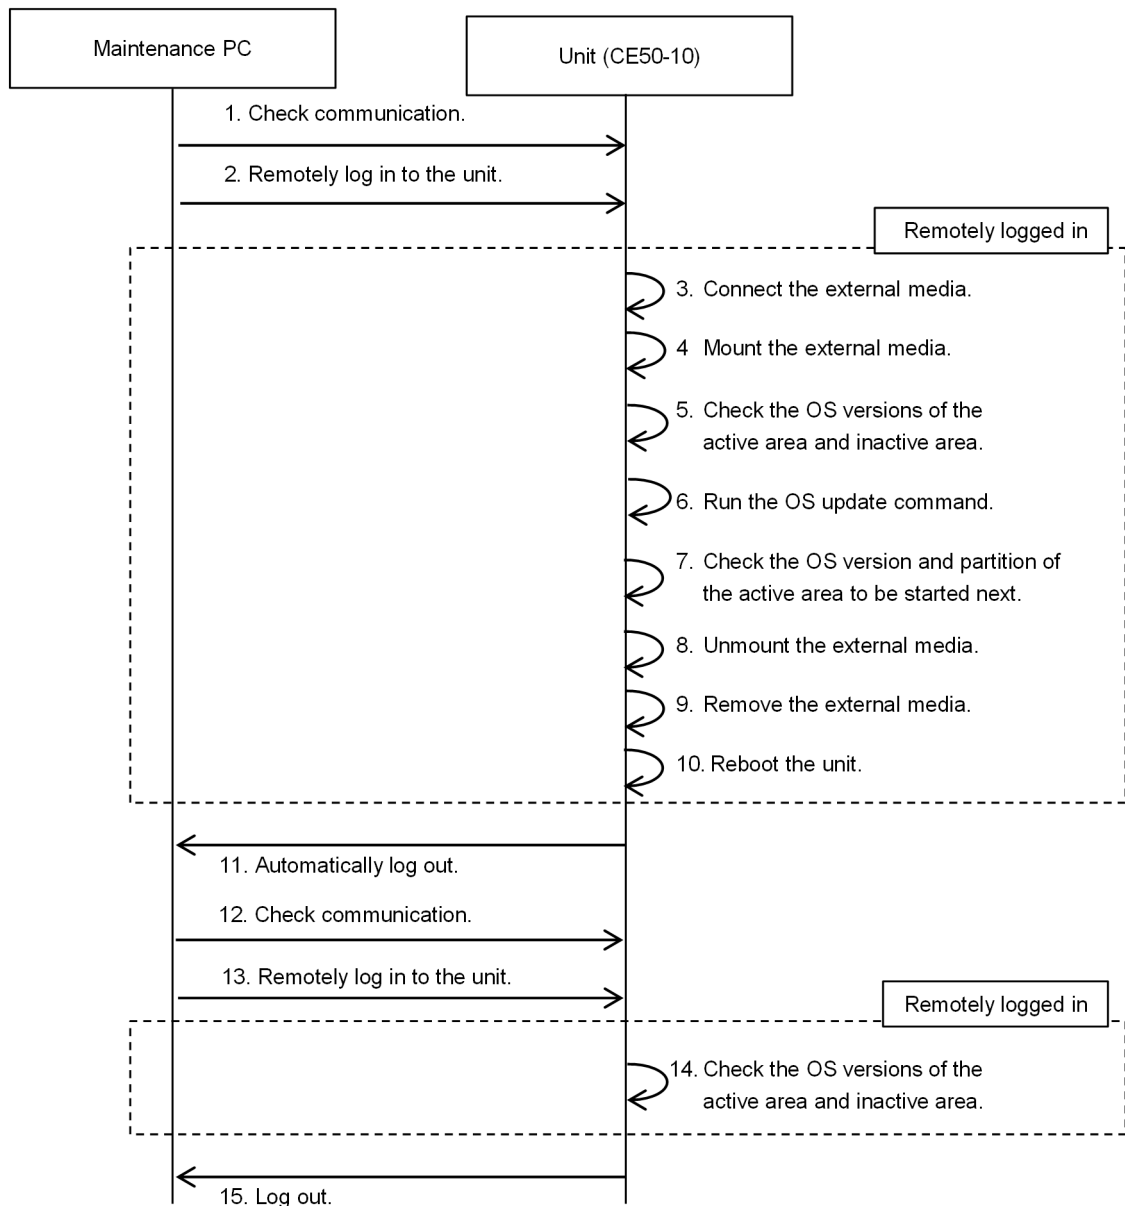 Maintenance PC
Unit (CE50-10)
1. Check communication.
2. Remotely log in to the unit.
Remotely logged in
3. Connect the external media.
4 Mount the external media.
5. Check the OS versions of the
active area and inactive area.
6. Run the OS update command.
7. Check the OS version and partition of
the active area to be started next.
8. Unmount the external media.
9. Remove the external media.
10. Reboot the unit.
11. Automatically log out.
12. Check communication.
13. Remotely log in to the unit.
Remotely logged in
14. Check the OS versions of the
active area and inactive area.
15. Log out.